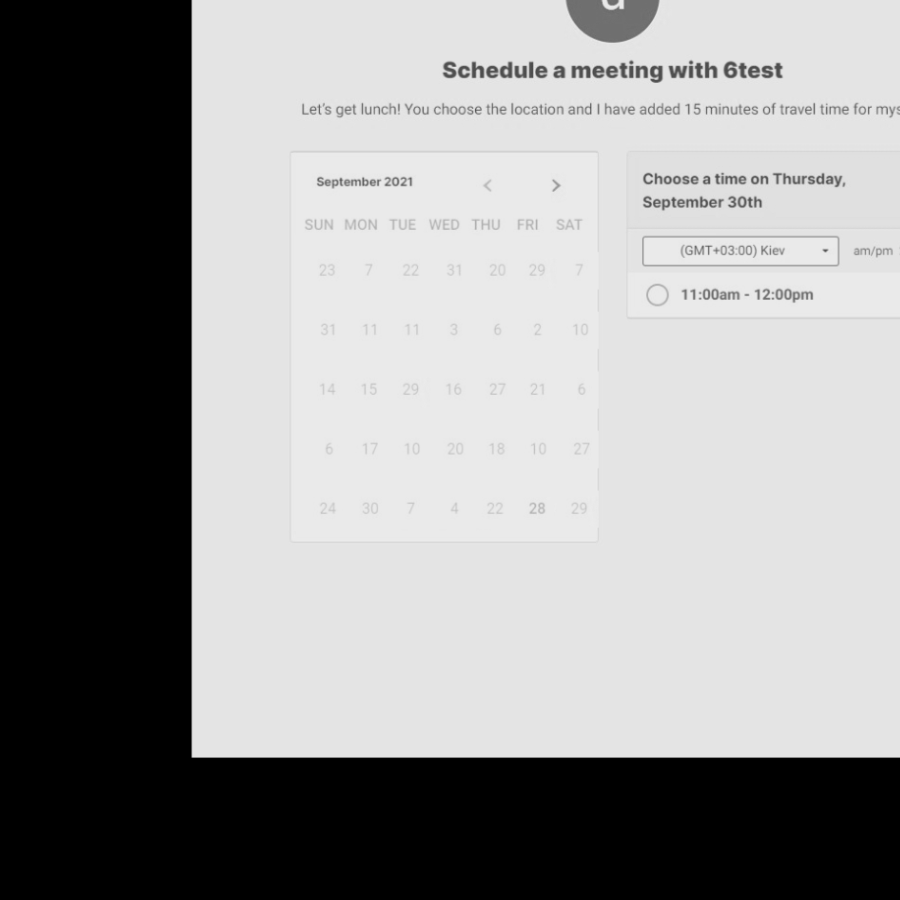 Schedule a meeting with 6test
Let's get lunch! You choose the location and I have added 15 minutes of travel time for
September 2021
SUN MON TUE WED THU FRI SAT
23 7 22 31 20 29 7
31 11 11 3 6 2 10
14 15 29 16 27 21 6
6 17 10 20 18 10 27
24 30 7 4 22 28 29
Choose a time on Thursday,
September 30th
(GMT+03:00) Kiev am/pm
11:00am - 12:00pm